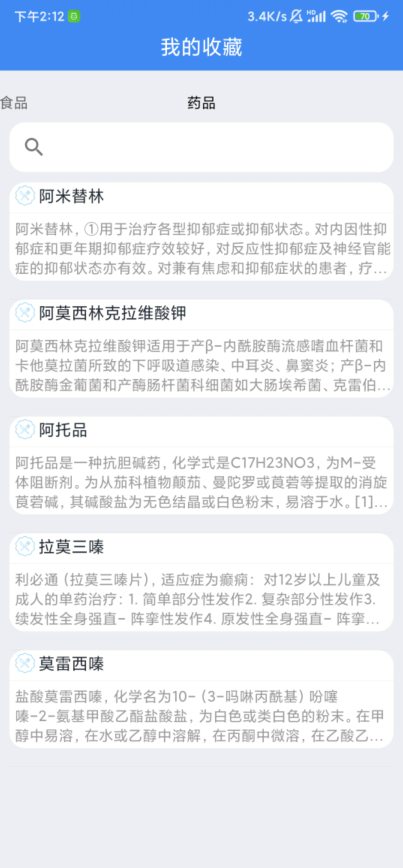 下午2:12
3.4K/s
HD
70
我的收藏
食品
药品
阿米替林
阿米替林，①用于治疗各型抑郁症或抑郁状态。对内因性抑
郁症和更年期抑郁症疗效较好，对反应性抑郁症及神经官能
症的抑郁状态亦有效。对兼有焦虑和抑郁症状的患者，疗...
阿莫西林克拉维酸钾
阿莫西林克拉维酸钾适用于产β-内酰胺酶流感嗜血杆菌和
卡他莫拉菌所致的下呼吸道感染、中耳炎、鼻窦炎；产β-内
酰胺酶金葡菌和产酶肠杆菌科细菌如大肠埃希菌、克雷伯...
阿托品
阿托品是一种抗胆碱药，化学式是C17H23NO3，为M-受
体阻断剂。为从茄科植物颠茄、曼陀罗或莨菪等提取的消旋
莨菪碱，其碱酸盐为无色结晶或白色粉末，易溶于水。[1]...
拉莫三嗪
利必通（拉莫三嗪片），适应症为癫痫：对12岁以上儿童及
成人的单药治疗：1. 简单部分性发作2. 复杂部分性发作3.
续发性全身强直- 阵挛性发作4. 原发性全身强直- 阵挛...
莫雷西嗪
盐酸莫雷西嗪，化学名为10-（3-吗啉丙酰基）吩噻
嗪-2-氨基甲酸乙酯盐酸盐，为白色或类白色的粉末。在甲
醇中易溶，在水或乙醇中溶解，在丙酮中微溶，在乙酸乙...